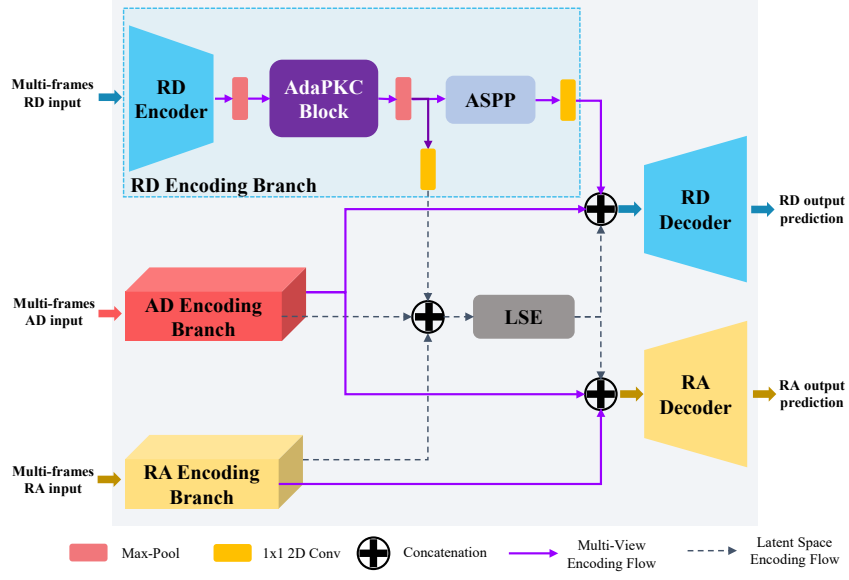 Multi-frames
RD input
RD
Encoder
AdaPKC
Block
ASPP
RD Encoding Branch
RD
Decoder
RD output
prediction
Multi-frames
AD input
AD Encoding
Branch
LSE
RA
Decoder
RA output
prediction
Multi-frames
RA input
RA Encoding
Branch
Max-Pool
1x1 2D Conv
Concatenation
Multi-View
Encoding Flow
Latent Space
Encoding Flow